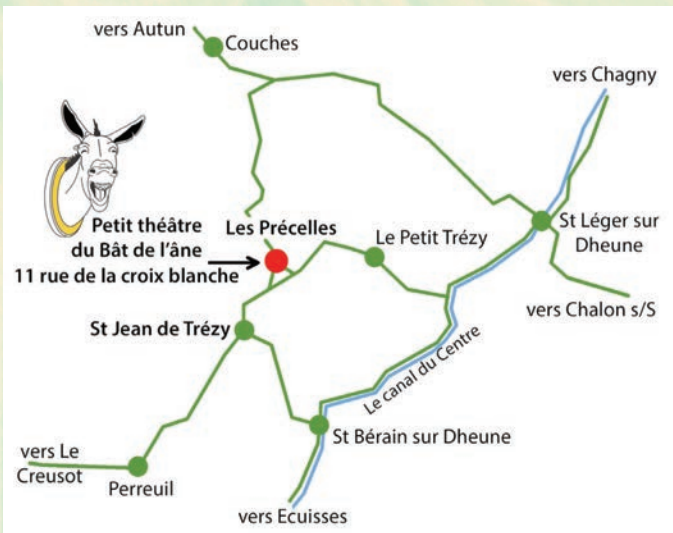 vers Autun
Couches
vers Chagny
Petit théâtre
du Bât de l'âne
11 rue de la croix blanche
Les Précelles
Le Petit Trézy
St Léger sur
Dheune
vers Chalon s/S
St Jean de Trézy
Le canal du Centre
St Bérain sur Dheune
vers Le
Creusot
Perreuil
vers Ecuisses